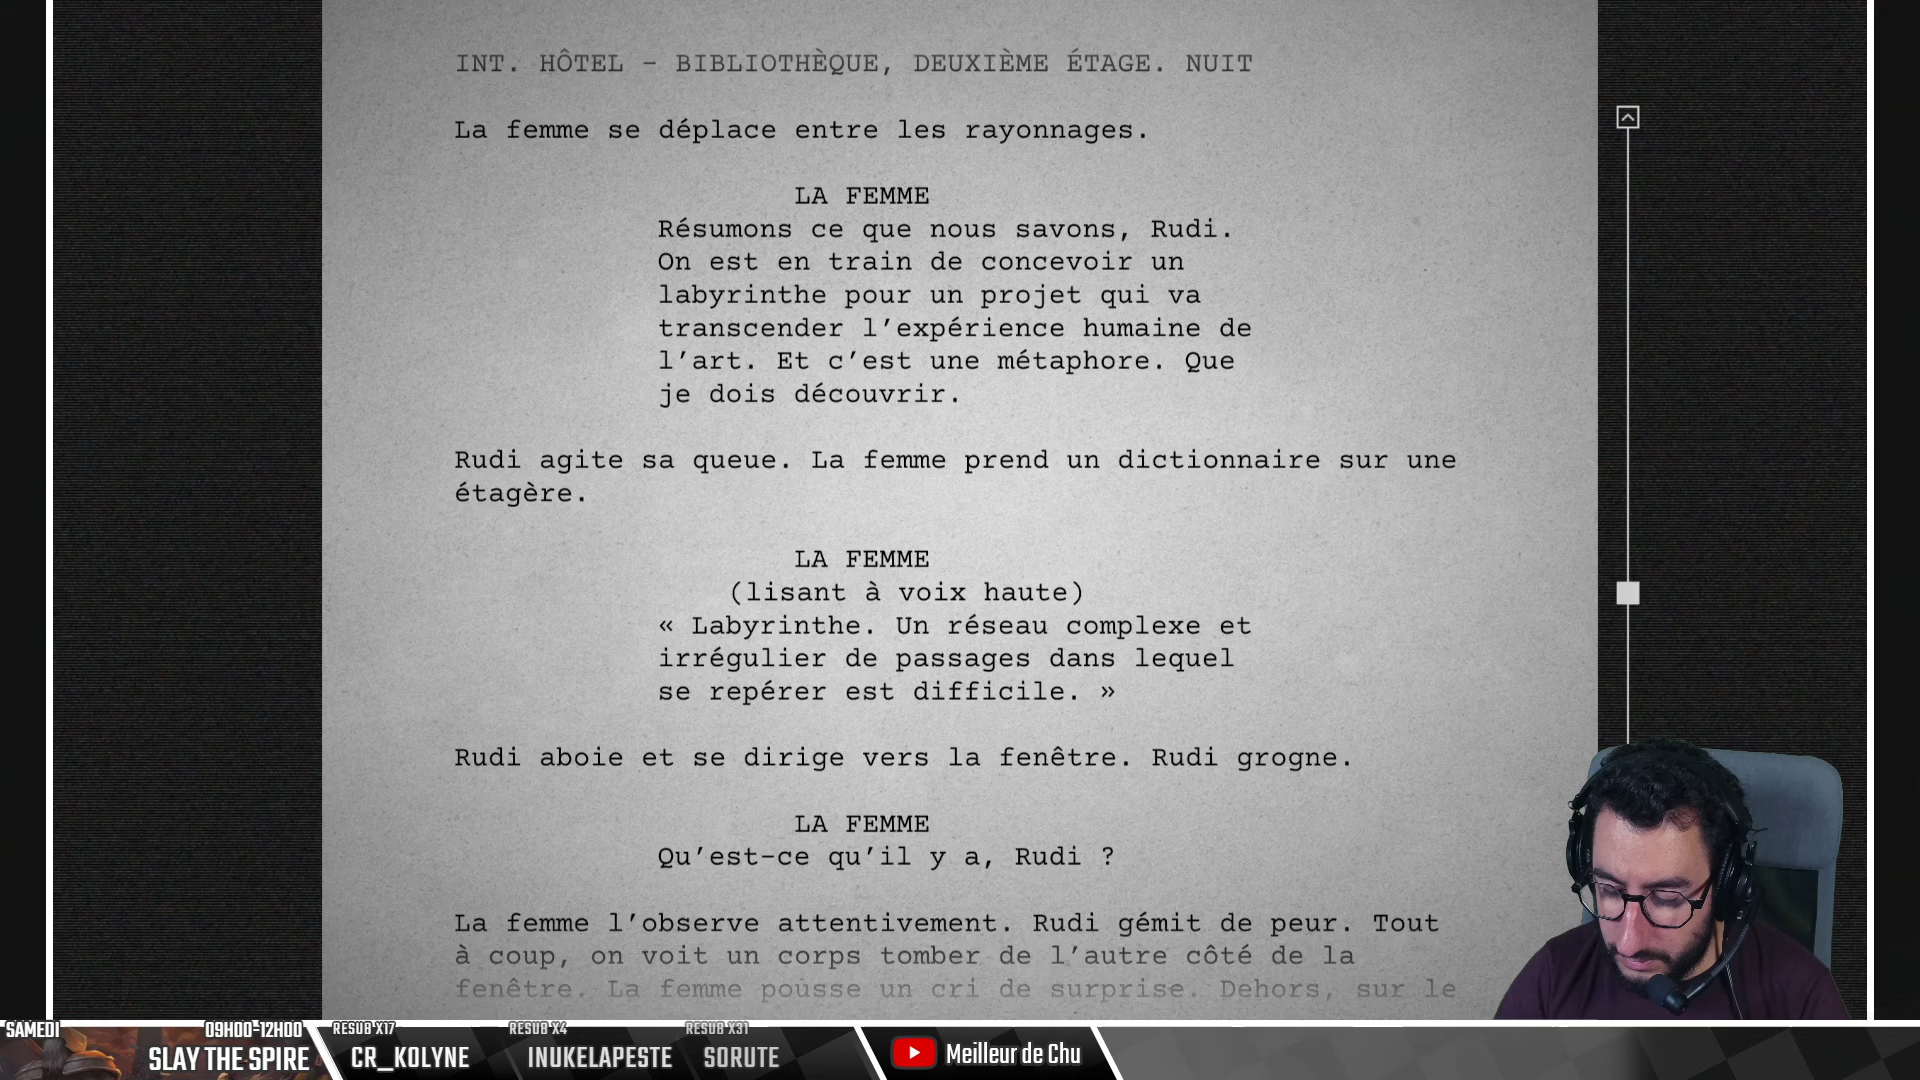 INT. HÔTEL – BIBLIOTHÈQUE, DEUXIÈME ÉTAGE. NUIT
La femme se déplace entre les rayonnages.
LA FEMME
Résumons ce que nous savons, Rudi.
On est en train de concevoir un
labyrinthe pour un projet qui va
transcender l’expérience humaine de
l’art. Et c’est une métaphore. Que
je dois découvrir.
Rudi agite sa queue. La femme prend un dictionnaire sur une
étagère.
LA FEMME
(lisant à voix haute)
« Labyrinthe. Un réseau complexe et
irrégulier de passages dans lequel
se repérer est difficile. »
Rudi aboie et se dirige vers la fenêtre. Rudi grogne.
LA FEMME
Qu’est-ce qu’il y a, Rudi ?
La femme l’observe attentivement. Rudi gémit de peur. Tout
à coup, on voit un corps tomber de l’autre côté de la
fenêtre. La femme pousse un cri de surprise. Dehors, sur le
SAMEDI 09H00-12H00
SLAY THE SPIRE
RESUB X17
CR_KOLYNE
RESUB X4
INUKELAPESTE
RESUB X31
SORUTE
Meilleur de Chu